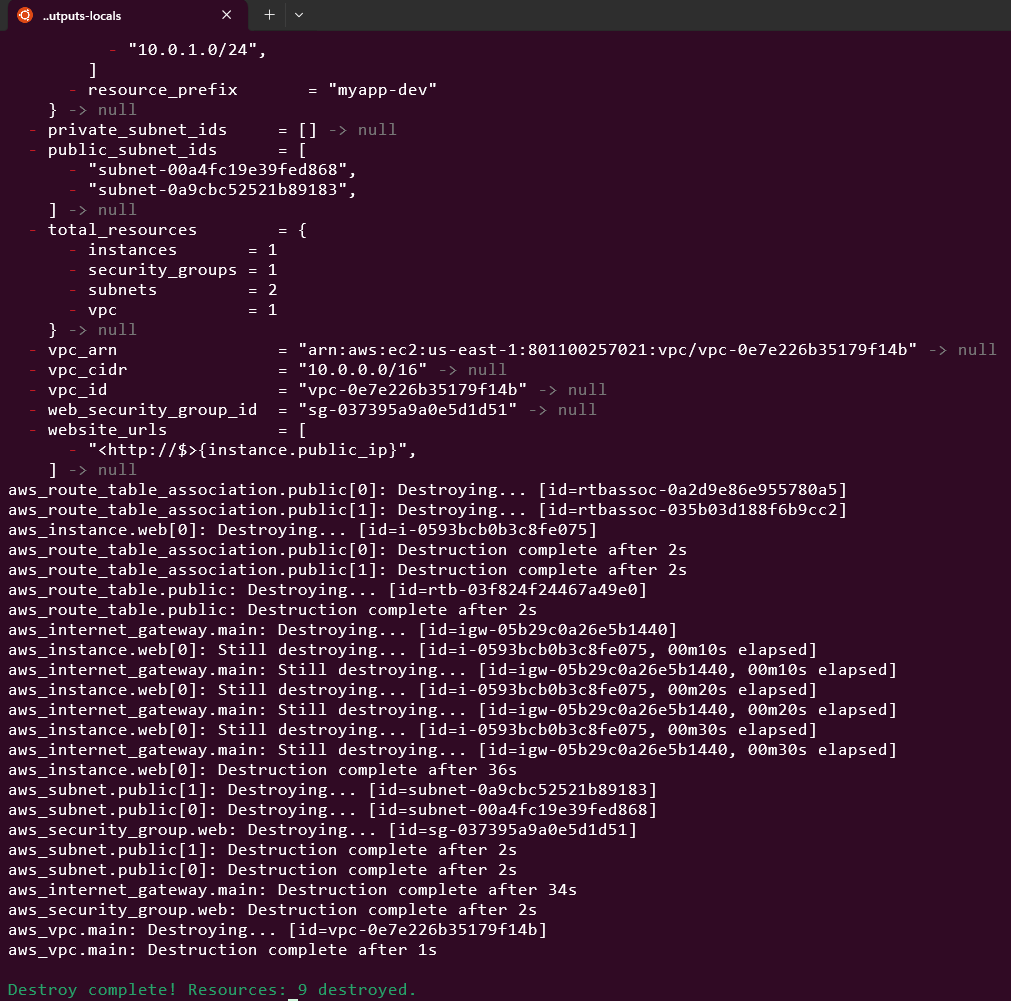 ..utputs-locals
- "10.0.1.0/24",
]
- resource_prefix = "myapp-dev"
} -> null
- private_subnet_ids = [] -> null
- public_subnet_ids = [
- "subnet-00a4fc19e39fed868",
- "subnet-0a9cbc52521b89183",
] -> null
- total_resources = {
- instances = 1
- security_groups = 1
- subnets = 2
- vpc = 1
} -> null
- vpc_arn = "arn:aws:ec2:us-east-1:801100257021:vpc/vpc-0e7e226b35179f14b" -> null
- vpc_cidr = "10.0.0.0/16" -> null
- vpc_id = "vpc-0e7e226b35179f14b" -> null
- web_security_group_id = "sg-037395a9a0e5d1d51" -> null
- website_urls = [
- "<http://$>{instance.public_ip}",
] -> null
aws_route_table_association.public[0]: Destroying... [id=rtbassoc-0a2d9e86e955780a5]
aws_route_table_association.public[1]: Destroying... [id=rtbassoc-035b03d188f6b9cc2]
aws_instance.web[0]: Destroying... [id=i-0593bcb0b3c8fe075]
aws_route_table_association.public[0]: Destruction complete after 2s
aws_route_table_association.public[1]: Destruction complete after 2s
aws_route_table.public: Destroying... [id=rtb-03f824f24467a49e0]
aws_route_table.public: Destruction complete after 2s
aws_internet_gateway.main: Destroying... [id=igw-05b29c0a26e5b1440]
aws_instance.web[0]: Still destroying... [id=i-0593bcb0b3c8fe075, 00m10s elapsed]
aws_internet_gateway.main: Still destroying... [id=igw-05b29c0a26e5b1440, 00m10s elapsed]
aws_instance.web[0]: Still destroying... [id=i-0593bcb0b3c8fe075, 00m20s elapsed]
aws_internet_gateway.main: Still destroying... [id=igw-05b29c0a26e5b1440, 00m20s elapsed]
aws_instance.web[0]: Still destroying... [id=i-0593bcb0b3c8fe075, 00m30s elapsed]
aws_internet_gateway.main: Still destroying... [id=igw-05b29c0a26e5b1440, 00m30s elapsed]
aws_instance.web[0]: Destruction complete after 36s
aws_subnet.public[1]: Destroying... [id=subnet-0a9cbc52521b89183]
aws_subnet.public[0]: Destroying... [id=subnet-00a4fc19e39fed868]
aws_security_group.web: Destroying... [id=sg-037395a9a0e5d1d51]
aws_subnet.public[1]: Destruction complete after 2s
aws_subnet.public[0]: Destruction complete after 2s
aws_internet_gateway.main: Destruction complete after 34s
aws_security_group.web: Destruction complete after 2s
aws_vpc.main: Destroying... [id=vpc-0e7e226b35179f14b]
aws_vpc.main: Destruction complete after 1s
Destroy complete! Resources: 9 destroyed.